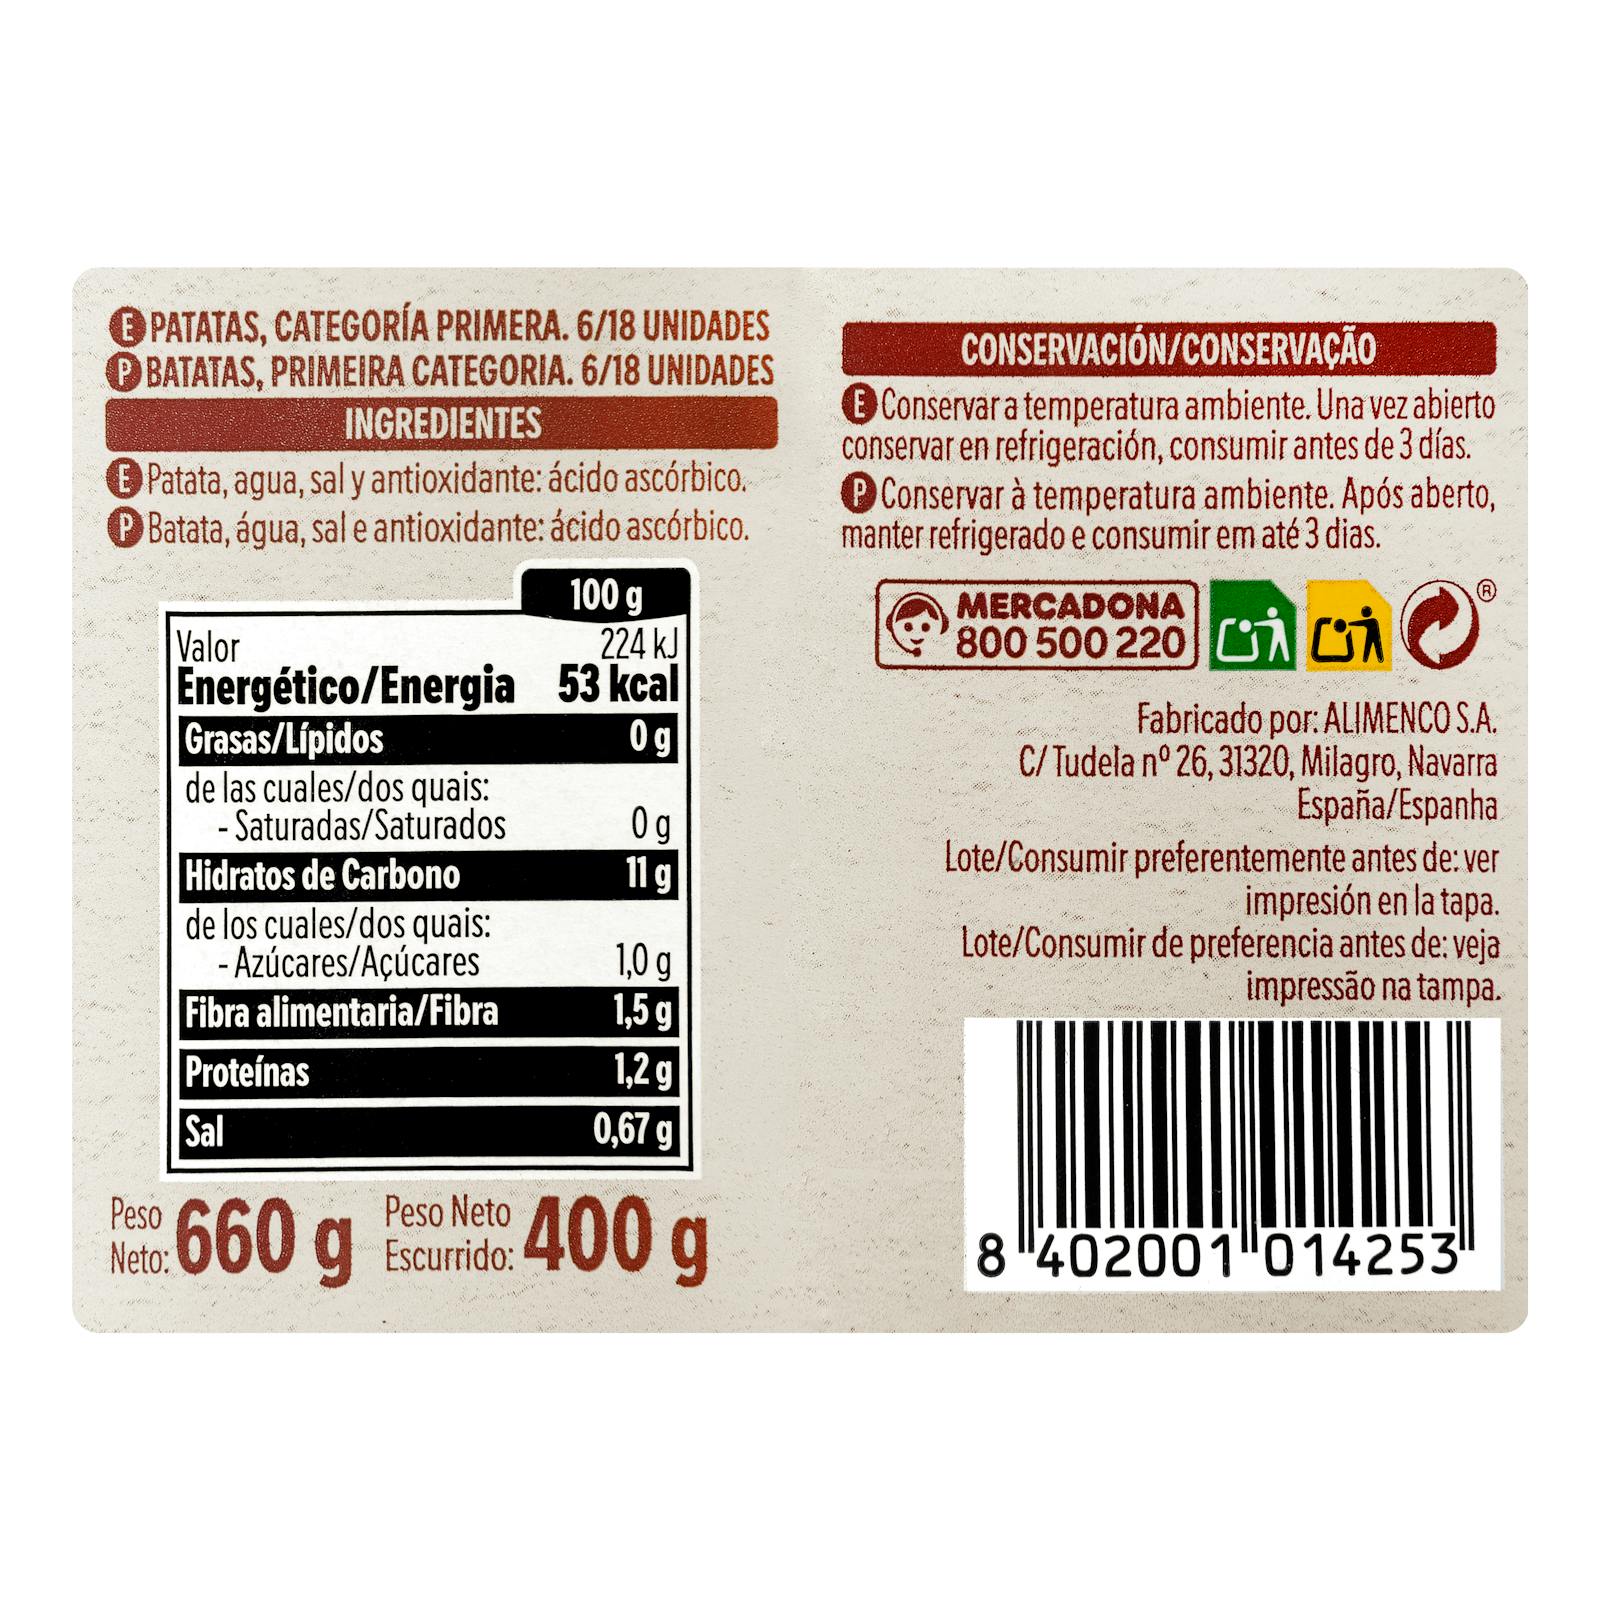 E PATATAS, CATEGORÍA PRIMERA. 6/18 UNIDADES
P BATATAS, PRIMEIRA CATEGORIA. 6/18 UNIDADES
INGREDIENTES
E Patata, agua, sal y antioxidante: ácido ascórbico.
P Batata, água, sal e antioxidante: ácido ascórbico.
100 g
Valor 224 kJ
Energético/Energia 53 kcal
Grasas/Lípidos 0 g
de las cuales/dos quais:
- Saturadas/Saturados 0 g
Hidratos de Carbono 11 g
de los cuales/dos quais:
- Azúcares/Açúcares 1,0 g
Fibra alimentaria/Fibra 1,5 g
Proteínas 1,2 g
Sal 0,67 g
Peso Neto: 660 g Peso Neto Escurrido: 400 g
CONSERVACIÓN/CONSERVAÇÃO
E Conservar a temperatura ambiente. Una vez abierto
conservar en refrigeración, consumir antes de 3 días.
P Conservar à temperatura ambiente. Após aberto,
manter refrigerado e consumir em até 3 dias.
MERCADONA
800 500 220
®
Fabricado por: ALIMENCO S.A.
C/ Tudela nº 26, 31320, Milagro, Navarra
España/Espanha
Lote/Consumir preferentemente antes de: ver
impresión en la tapa.
Lote/Consumir de preferencia antes de: veja
impressão na tampa.
8 402001 014253